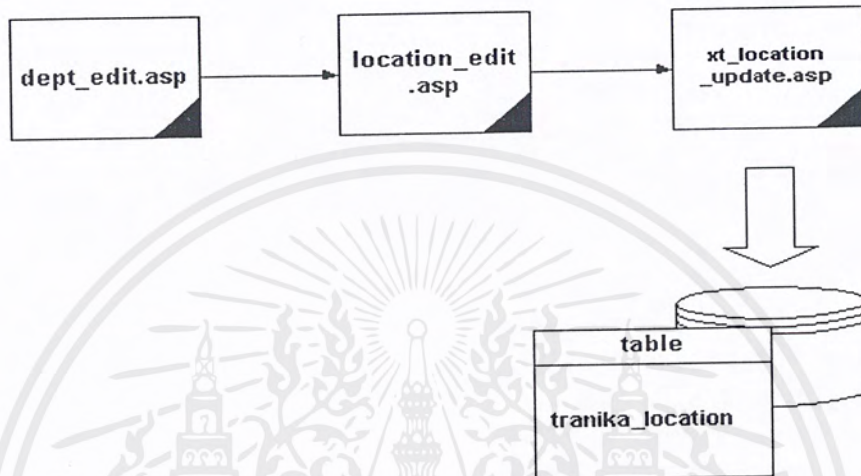 dept_edit.asp
location_edit
.asp
xt_location
_update.asp
table
tranika_location